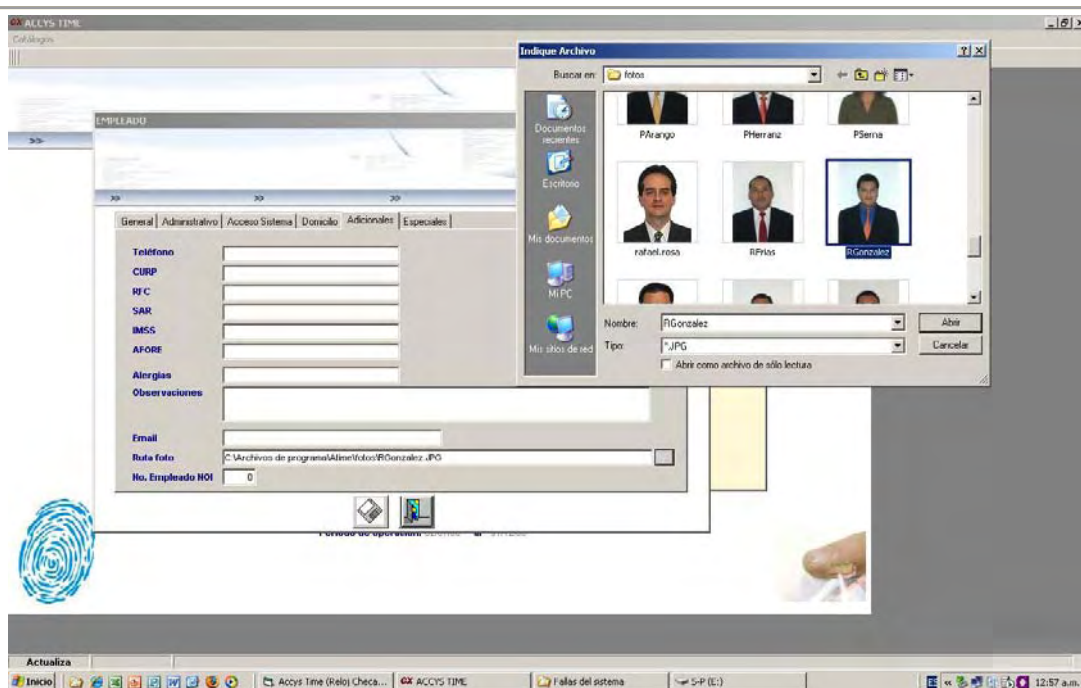 ACCYS TIME
Catálogos
Indique Archivo
Buscar en: fotos
Documentos recientes
Escritorio
Mis documentos
Mi PC
Mis sitios de red
PArango PHerranz PSerna
rafael.rosa RFrias RGonzalez
Nombre: RGonzalez Abrir
Tipo: *.JPG Cancelar
Abrir como archivo de sólo lectura
EMPLEADO
>>
>> >> >>
General Administrativo Acceso Sistema Domicilio Adicionales Especiales
Teléfono
CURP
RFC
SAR
IMSS
AFORE
Alergias
Observaciones
Email
Ruta foto C:\Archivos de programa\Atime\fotos\RGonzalez.JPG
No. Empleado NOI 0
Periodo de operación:
Actualiza
Inicio Accys Time (Reloj Checa... ACCYS TIME Fallas del sistema S-P (E:) 12:57 a.m.